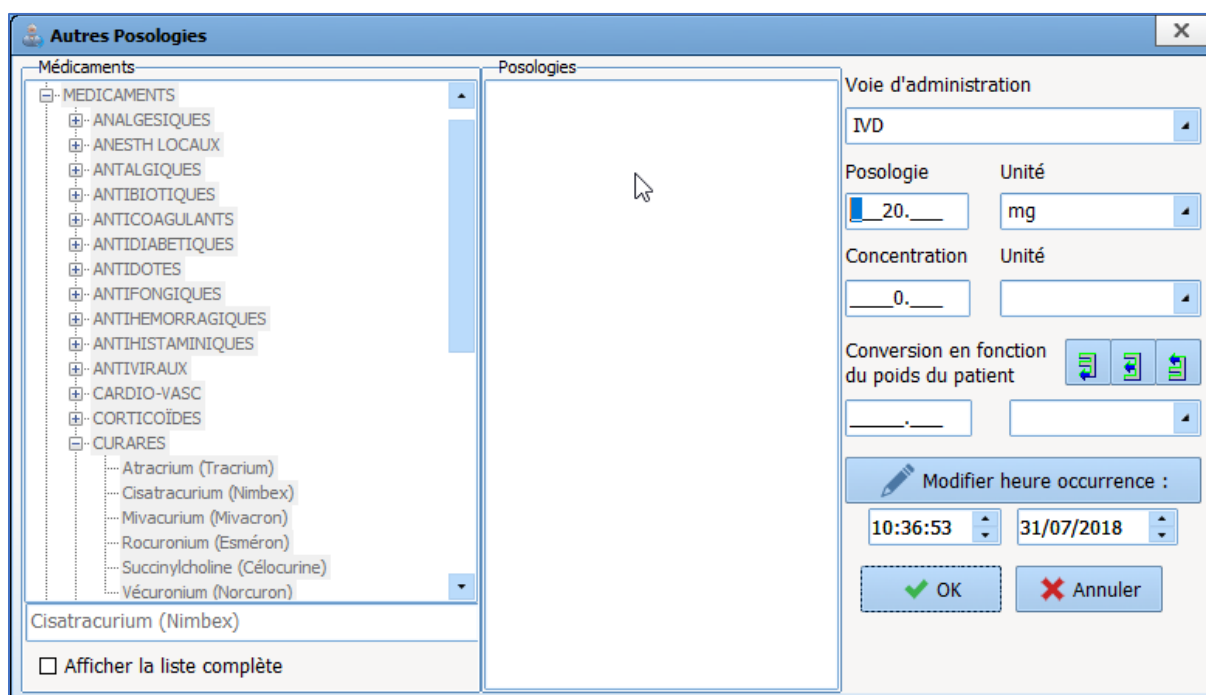 Autres Posologies
Médicaments
MEDICAMENTS
ANALGESIQUES
ANESTH LOCAUX
ANTALGIQUES
ANTIBIOTIQUES
ANTICOAGULANTS
ANTIDIABETIQUES
ANTIDOTES
ANTIFONGIQUES
ANTIHEMORRAGIQUES
ANTIHISTAMINIQUES
ANTIVIRAUX
CARDIO-VASC
CORTICOÏDES
CURARES
Atracrium (Tracrium)
Cisatracurium (Nimbex)
Mivacurium (Mivacron)
Rocuronium (Esméron)
Succinylcholine (Célocurine)
Vécuronium (Norcuron)
Cisatracurium (Nimbex)
Afficher la liste complète
Posologies
Voie d'administration
IVD
Posologie Unité
___20.___ mg
Concentration Unité
____0.___
Conversion en fonction
du poids du patient
_____.___
Modifier heure occurrence :
10:36:53 31/07/2018
OK Annuler